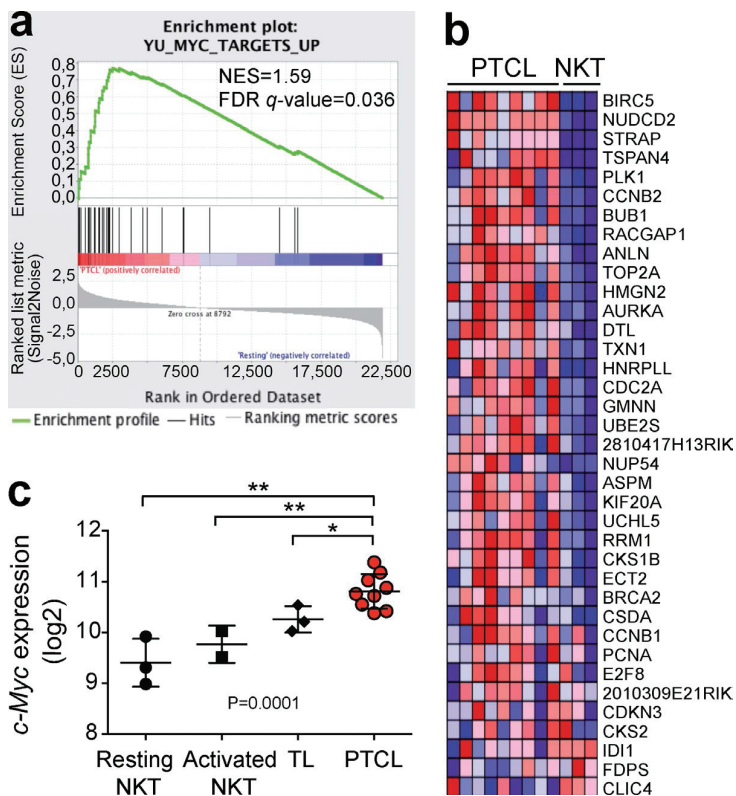 a
Enrichment plot:
YU_MYC_TARGETS_UP
Enrichment Score (ES)
0,8
0,8
0,7
0,6
0,5
0,4
0,3
0,2
0,1
0,0
NES=1.59
FDR q-value=0.036
Ranked list metric
(Signal2Noise)
2,5
0,0
-2,5
-5,0
'PTCL' (positively correlated)
Zero cross at 8792
'Resting' (negatively correlated)
0 2500 7500 12,500 17,500 22,500
Rank in Ordered Dataset
Enrichment profile Hits Ranking metric scores
b
PTCL NKT
BIRC5
NUDCD2
STRAP
TSPAN4
PLK1
CCNB2
BUB1
RACGAP1
ANLN
TOP2A
HMGN2
AURKA
DTL
TXN1
HNRPLL
CDC2A
GMNN
UBE2S
2810417H13RIK
NUP54
ASPM
KIF20A
UCHL5
RRM1
CKS1B
ECT2
BRCA2
CSDA
CCNB1
PCNA
E2F8
2010309E21RIK
CDKN3
CKS2
IDI1
FDPS
CLIC4
c
**
**
*
c-Myc expression
(log2)
12
11
10
9
8
P=0.0001
Resting
NKT
Activated
NKT
TL
PTCL